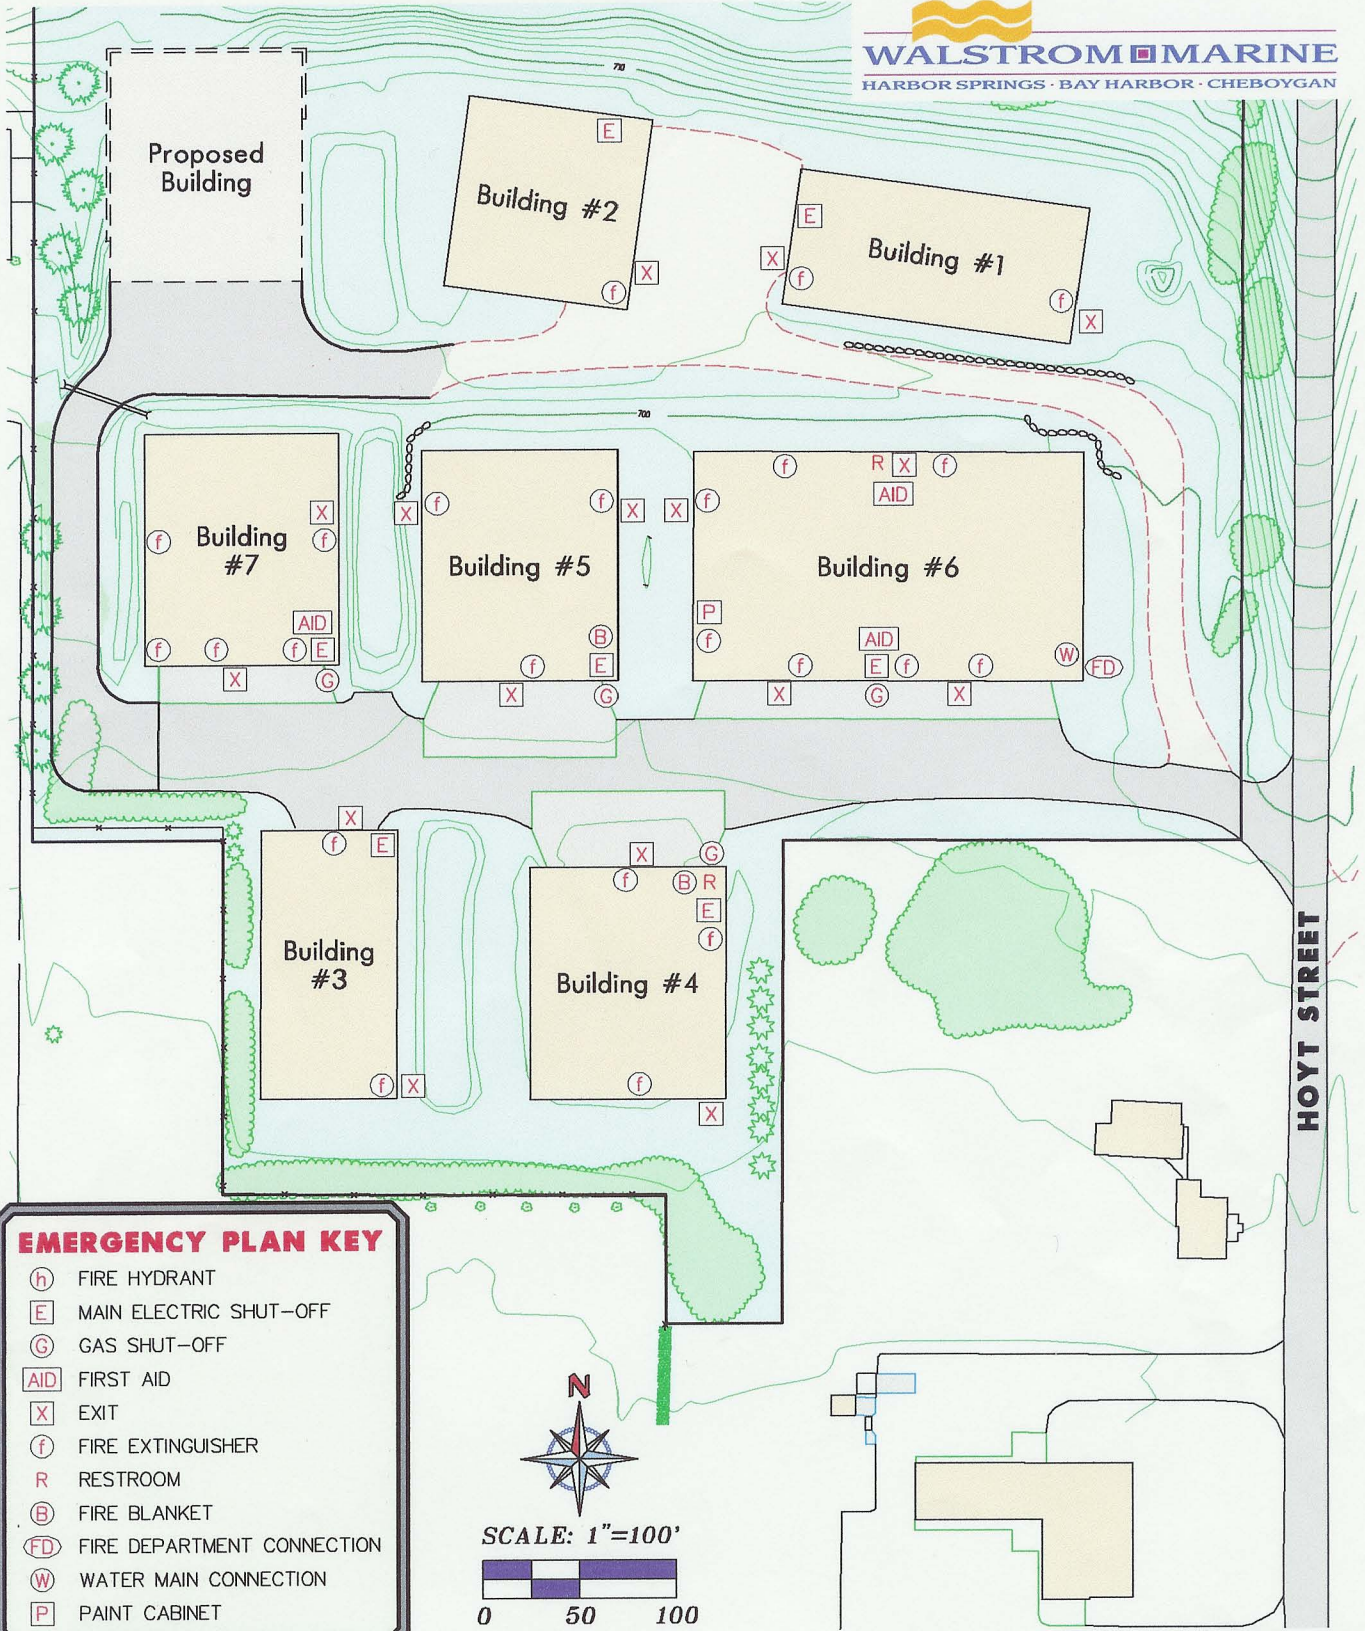 WALSTROM MARINE
HARBOR SPRINGS · BAY HARBOR · CHEBOYGAN
710
Proposed
Building
E
Building #2
X
f
E
Building #1
X
f
f
X
700
Building
#7
X
f
f
AID
f
f
f
E
X
G
X
f
f
X
Building #5
B
f
E
X
G
X
f
f
R
X
f
AID
Building #6
P
f
AID
W
f
E
f
f
FD
X
G
X
X
f
E
Building
#3
f
X
X
G
f
B
R
E
f
Building #4
f
X
HOYT STREET
EMERGENCY PLAN KEY
h FIRE HYDRANT
E MAIN ELECTRIC SHUT-OFF
G GAS SHUT-OFF
AID FIRST AID
X EXIT
f FIRE EXTINGUISHER
R RESTROOM
B FIRE BLANKET
FD FIRE DEPARTMENT CONNECTION
W WATER MAIN CONNECTION
P PAINT CABINET
N
SCALE: 1"=100'
0 50 100